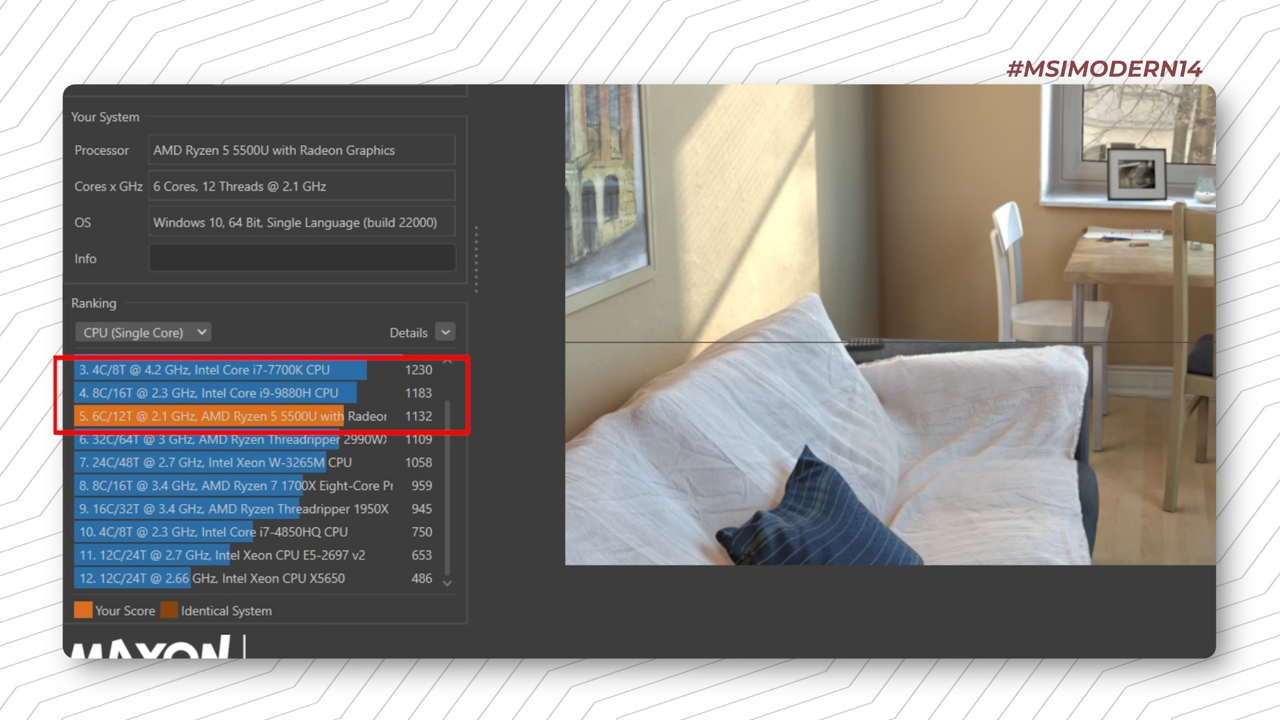 #MSIMODERN14
Your System
Processor AMD Ryzen 5 5500U with Radeon Graphics
Cores x GHz 6 Cores, 12 Threads @ 2.1 GHz
OS Windows 10, 64 Bit, Single Language (build 22000)
Info
Ranking
CPU (Single Core) Details
3. 4C/8T @ 4.2 GHz, Intel Core i7-7700K CPU 1230
4. 8C/16T @ 2.3 GHz, Intel Core i9-9880H CPU 1183
5. 6C/12T @ 2.1 GHz, AMD Ryzen 5 5500U with Radeor 1132
6. 32C/64T @ 3 GHz, AMD Ryzen Threadripper 2990WX 1109
7. 24C/48T @ 2.7 GHz, Intel Xeon W-3265M CPU 1058
8. 8C/16T @ 3.4 GHz, AMD Ryzen 7 1700X Eight-Core Pr 959
9. 16C/32T @ 3.4 GHz, AMD Ryzen Threadripper 1950X 945
10. 4C/8T @ 2.3 GHz, Intel Core i7-4850HQ CPU 750
11. 12C/24T @ 2.7 GHz, Intel Xeon CPU E5-2697 v2 653
12. 12C/24T @ 2.66 GHz, Intel Xeon CPU X5650 486
Your Score Identical System
MAXON